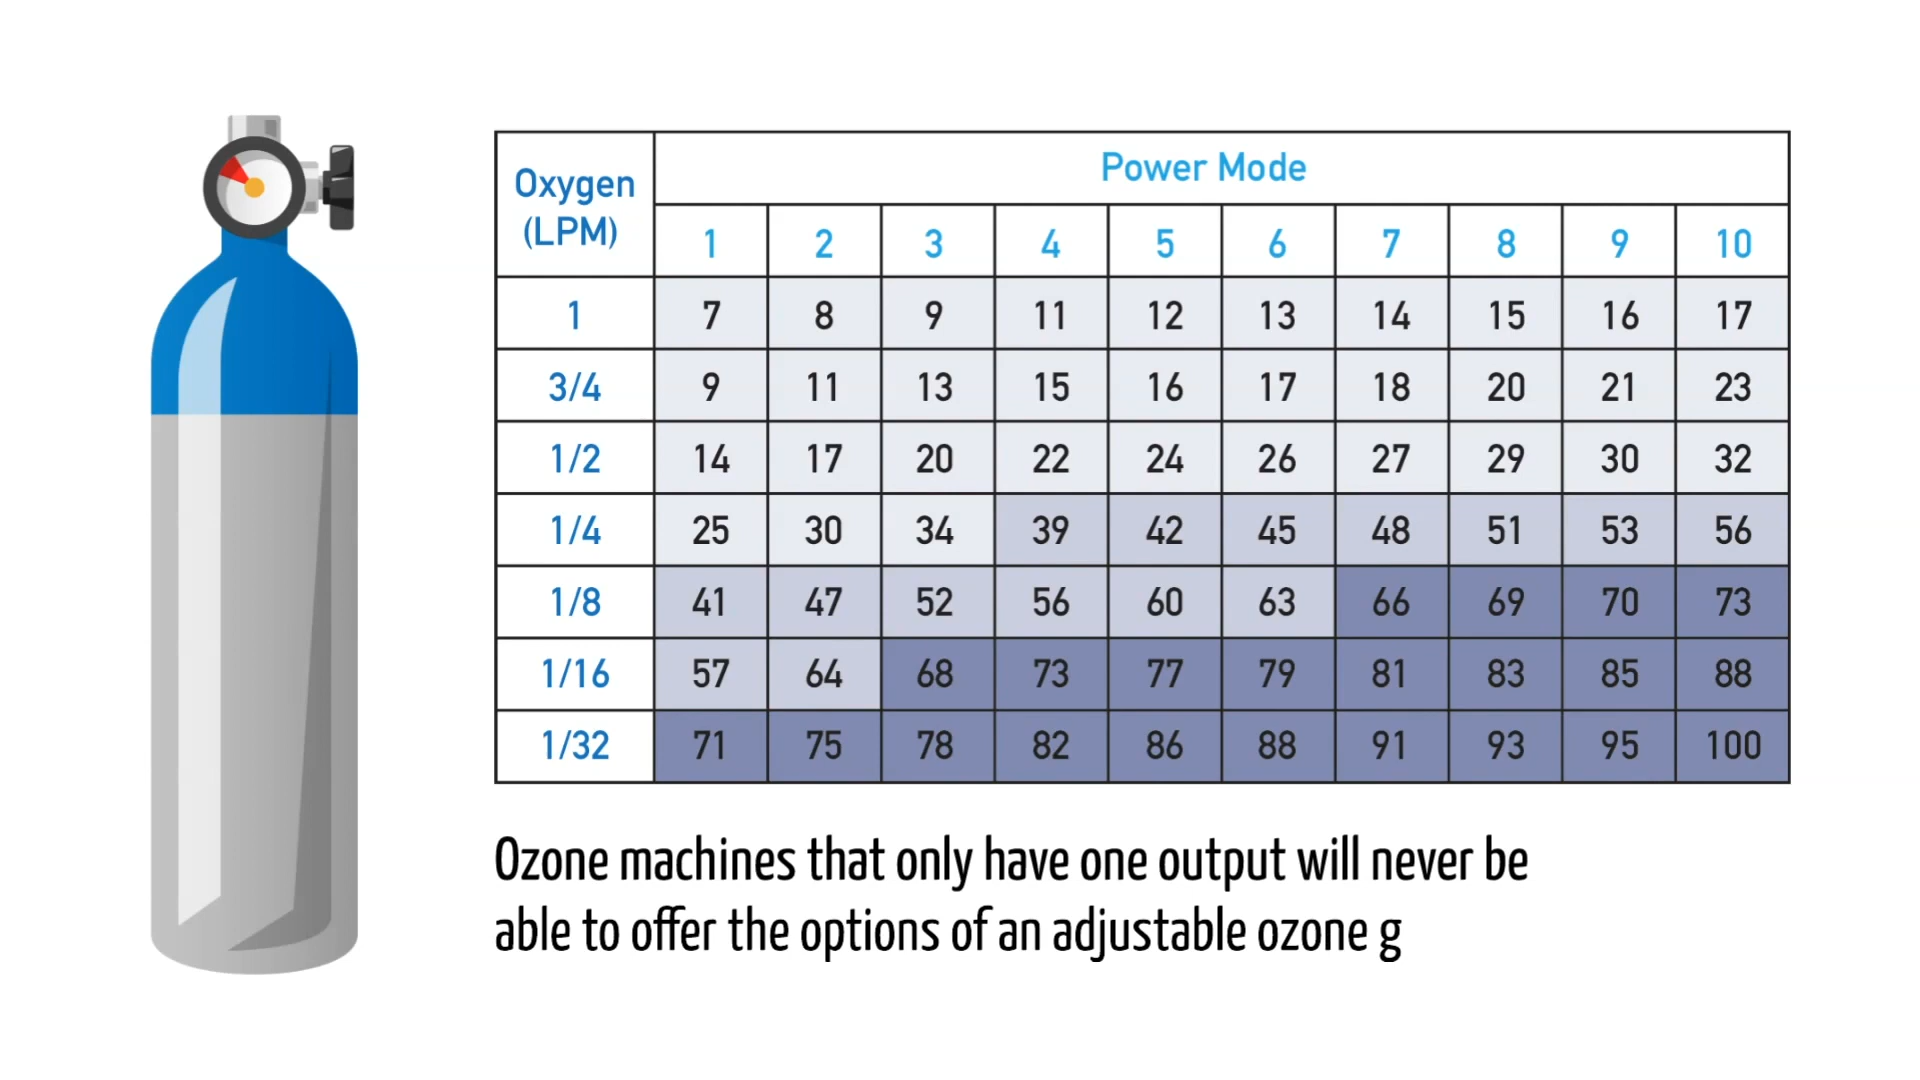 Oxygen
(LPM)
Power Mode
1 2 3 4 5 6 7 8 9 10
1 7 8 9 11 12 13 14 15 16 17
3/4 9 11 13 15 16 17 18 20 21 23
1/2 14 17 20 22 24 26 27 29 30 32
1/4 25 30 34 39 42 45 48 51 53 56
1/8 41 47 52 56 60 63 66 69 70 73
1/16 57 64 68 73 77 79 81 83 85 88
1/32 71 75 78 82 86 88 91 93 95 100
Ozone machines that only have one output will never be
able to offer the options of an adjustable ozone g